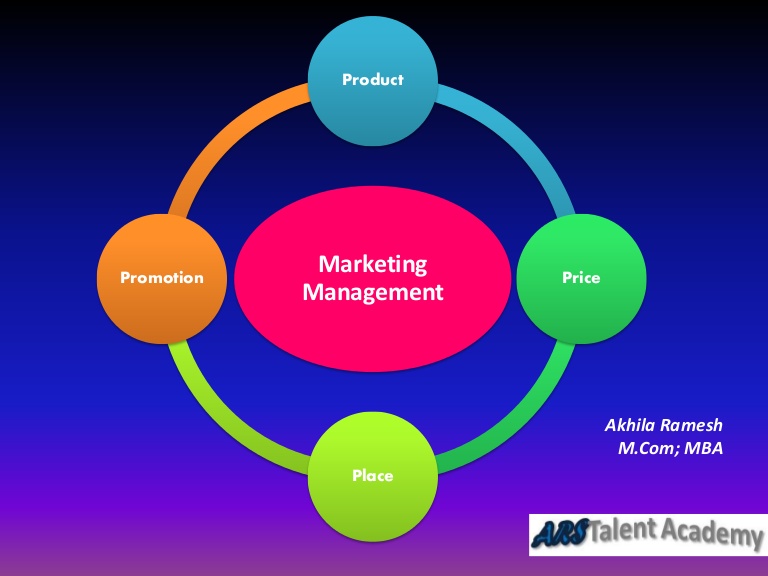 Product
Promotion
Marketing
Management
Price
Place
Akhila Ramesh
M.Com; MBA
ARS Talent Academy